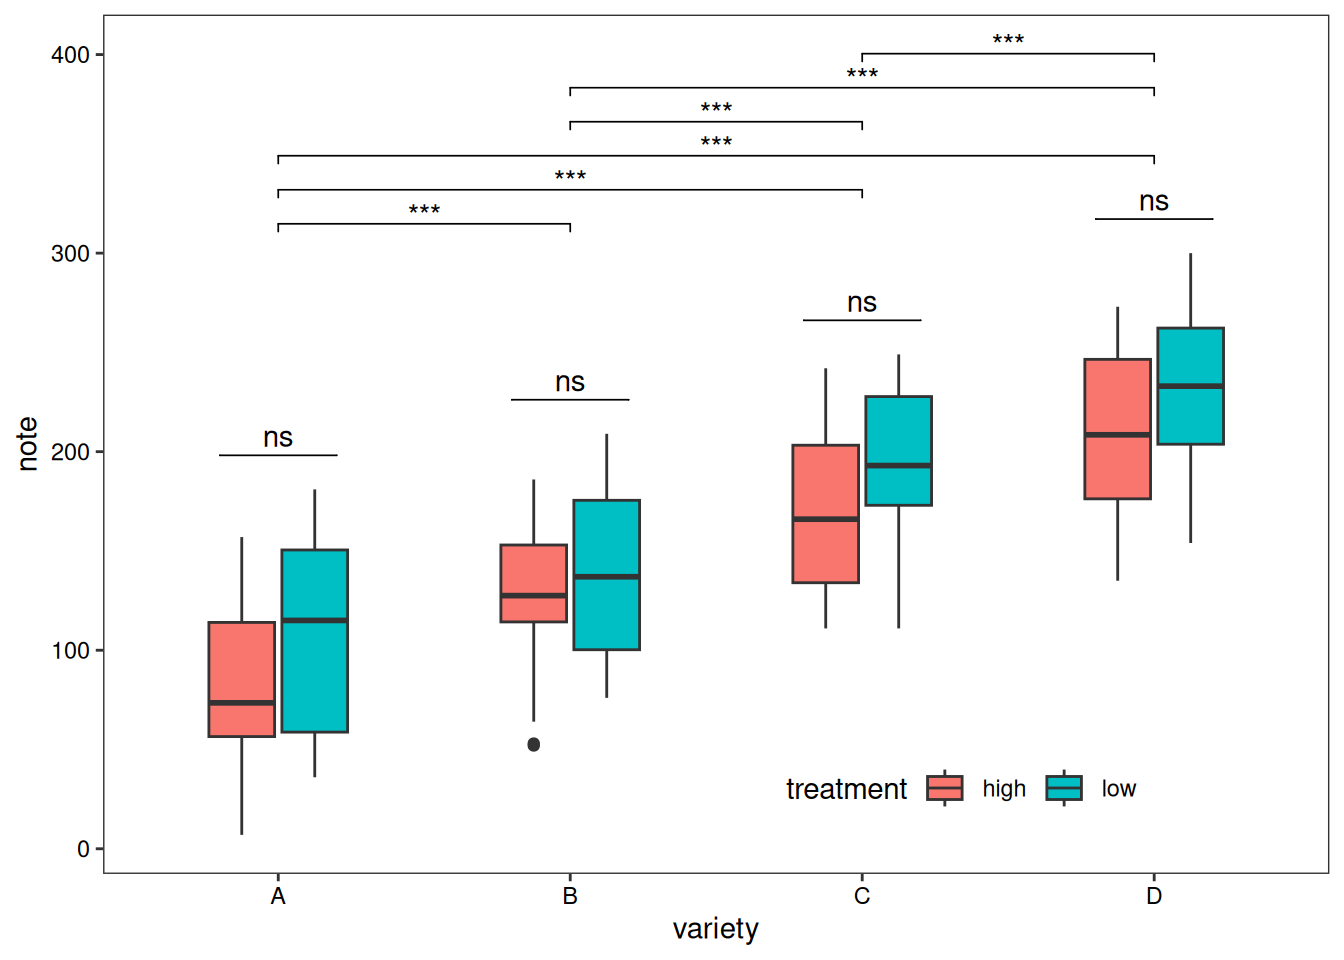 400
***
***
***
***
***
***
ns
300
ns
ns
ns
note
200
100
treatment high low
0
A B C D
variety